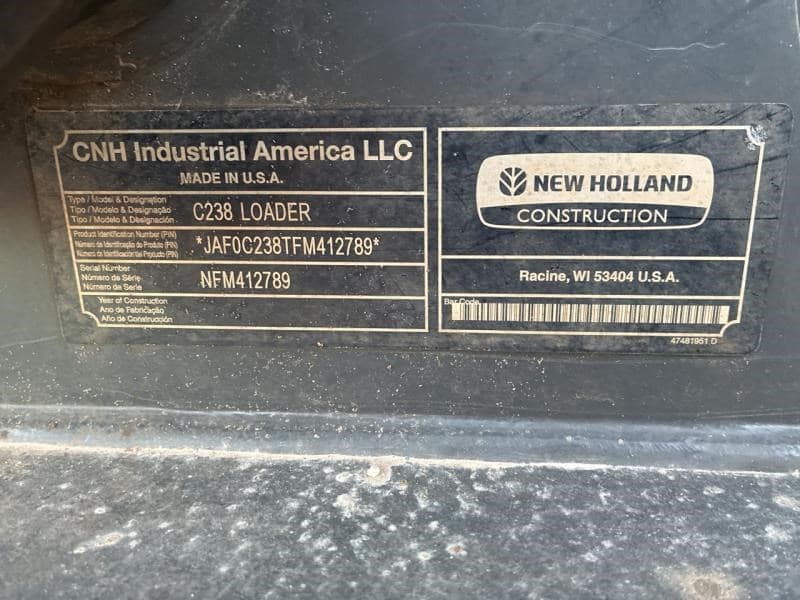 CNH Industrial America LLC
MADE IN U.S.A.
Type / Model & Designation
Tipo / Modelo & Designação
Tipo / Modelo & Designación
C238 LOADER
Product Identification Number (PIN)
Número de Identificação do Produto (PIN)
Número de Identificación del Producto (PIN)
*JAF0C238TFM412789*
Serial Number
Número de Série
Número de Serie
NFM412789
Year of Construction
Ano de Fabricação
Año de Construcción
NEW HOLLAND
CONSTRUCTION
Racine, WI 53404 U.S.A.
Bar Code
47481951 D